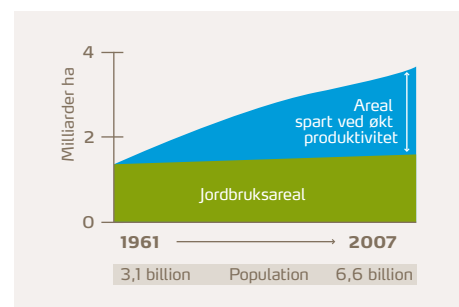 4
Milliarder ha
2
0
Areal
spart ved økt
produktivitet
Jordbruksareal
1961 2007
3,1 billion Population 6,6 billion